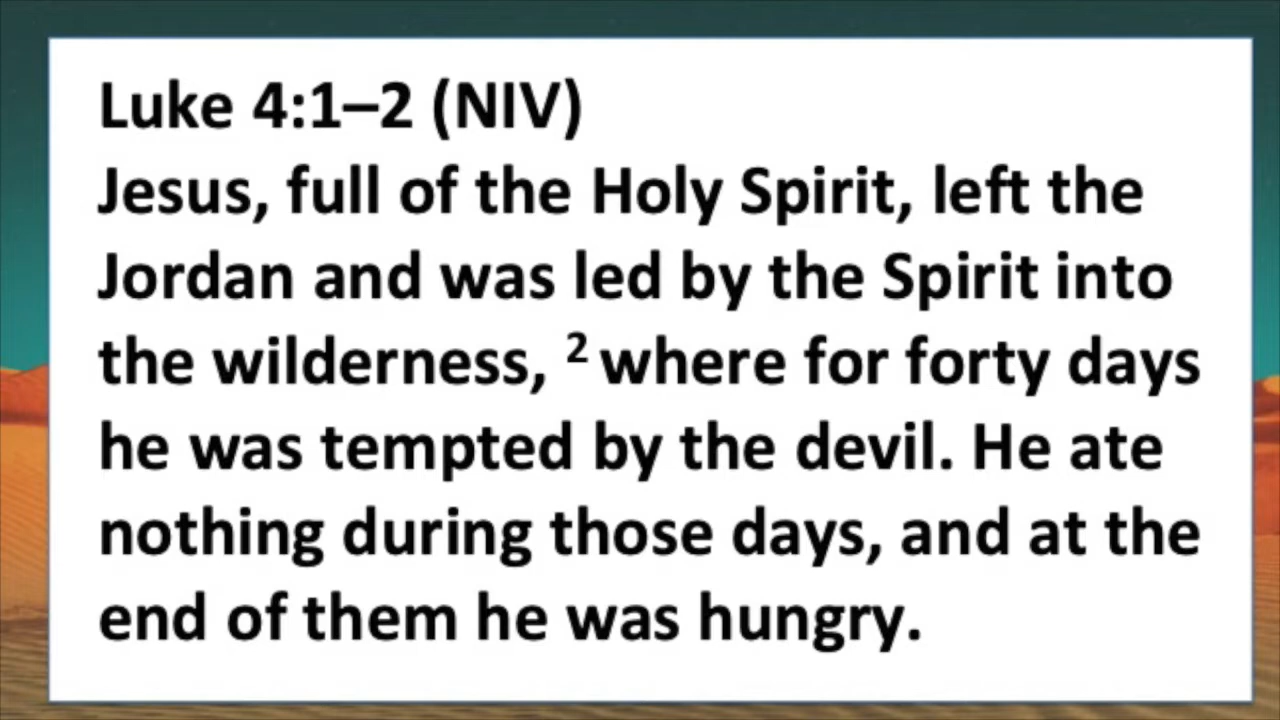 Luke 4:1–2 (NIV)
Jesus, full of the Holy Spirit, left the
Jordan and was led by the Spirit into
the wilderness, ² where for forty days
he was tempted by the devil. He ate
nothing during those days, and at the
end of them he was hungry.